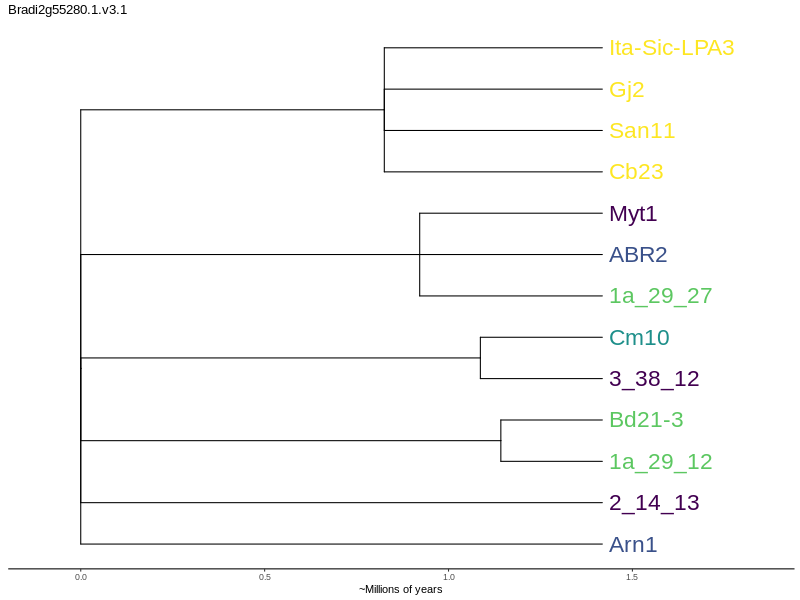 Bradi2g55280.1.v3.1
Ita-Sic-LPA3
Gj2
San11
Cb23
Myt1
ABR2
1a_29_27
Cm10
3_38_12
Bd21-3
1a_29_12
2_14_13
Arn1
0.0 0.5 1.0 1.5
~Millions of years